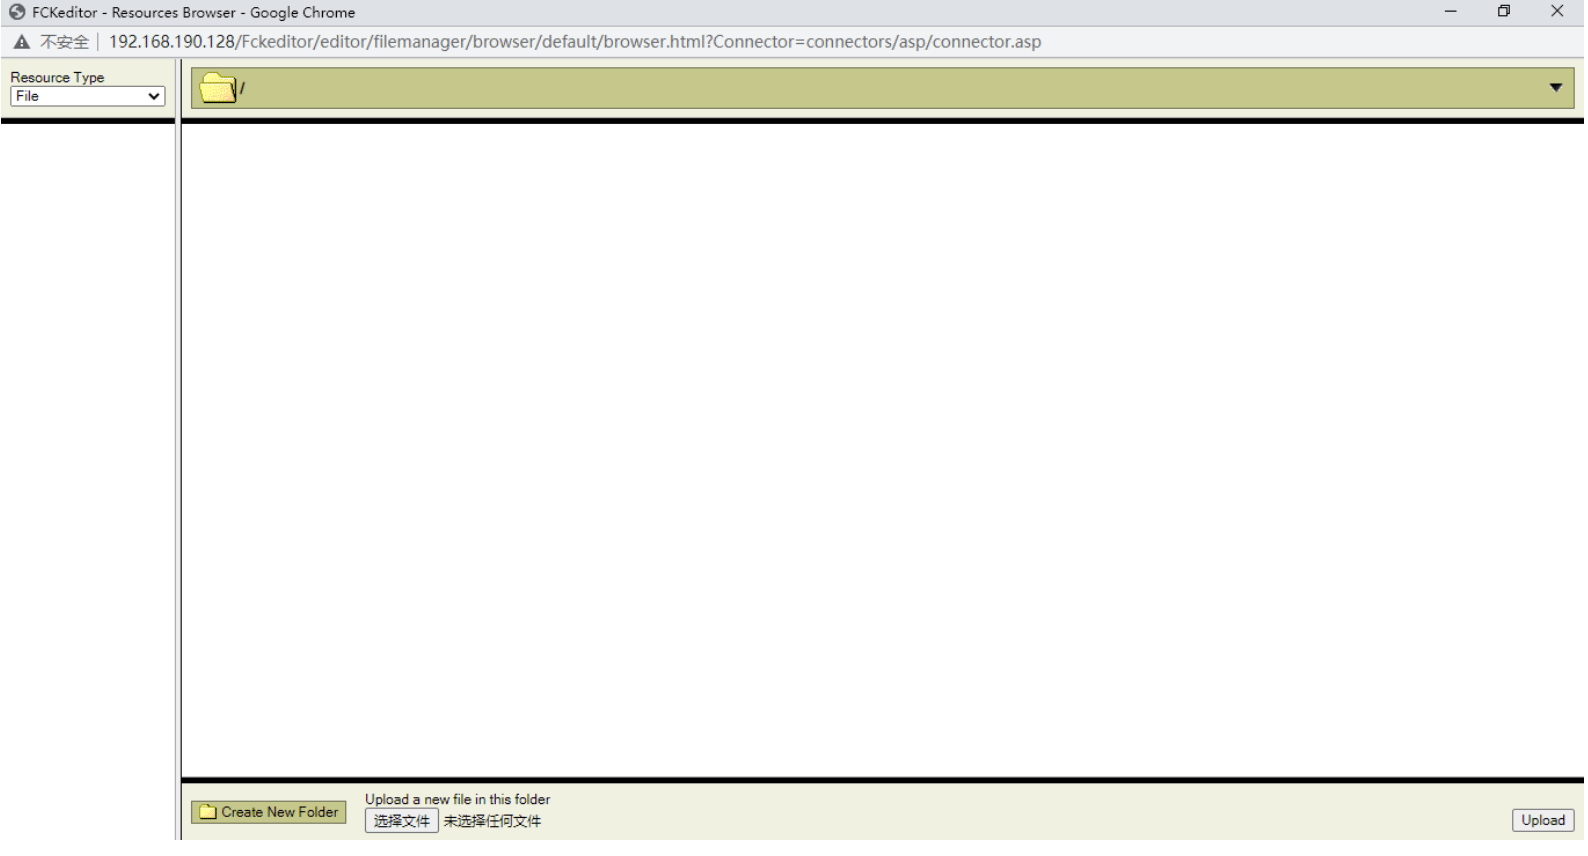 FCKeditor - Resources Browser - Google Chrome
不安全 | 192.168.190.128/Fckeditor/editor/filemanager/browser/default/browser.html?Connector=connectors/asp/connector.asp
Resource Type
File
/
Create New Folder
Upload a new file in this folder
选择文件 未选择任何文件
Upload